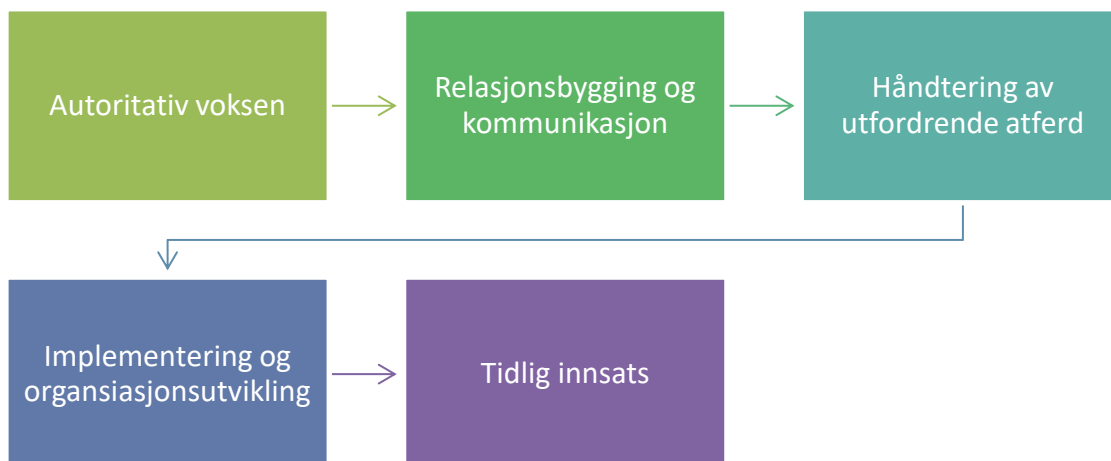 Autoritativ voksen
Relasjonsbygging og
kommunikasjon
Håndtering av
utfordrende atferd
Implementering og
organsiasjonsutvikling
Tidlig innsats